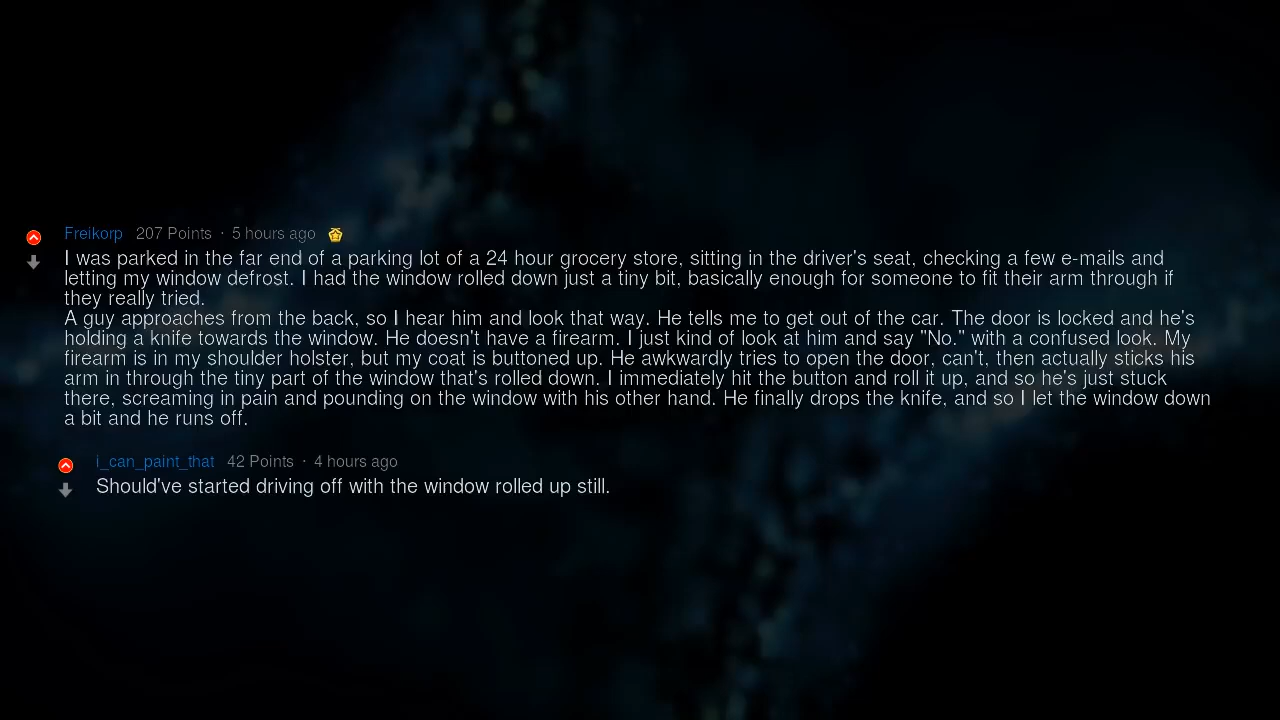 Freikorp 207 Points · 5 hours ago
I was parked in the far end of a parking lot of a 24 hour grocery store, sitting in the driver's seat, checking a few e-mails and
letting my window defrost. I had the window rolled down just a tiny bit, basically enough for someone to fit their arm through if
they really tried.
A guy approaches from the back, so I hear him and look that way. He tells me to get out of the car. The door is locked and he's
holding a knife towards the window. He doesn't have a firearm. I just kind of look at him and say "No." with a confused look. My
firearm is in my shoulder holster, but my coat is buttoned up. He awkwardly tries to open the door, can't, then actually sticks his
arm in through the tiny part of the window that's rolled down. I immediately hit the button and roll it up, and so he's just stuck
there, screaming in pain and pounding on the window with his other hand. He finally drops the knife, and so I let the window down
a bit and he runs off.
i_can_paint_that 42 Points · 4 hours ago
Should've started driving off with the window rolled up still.